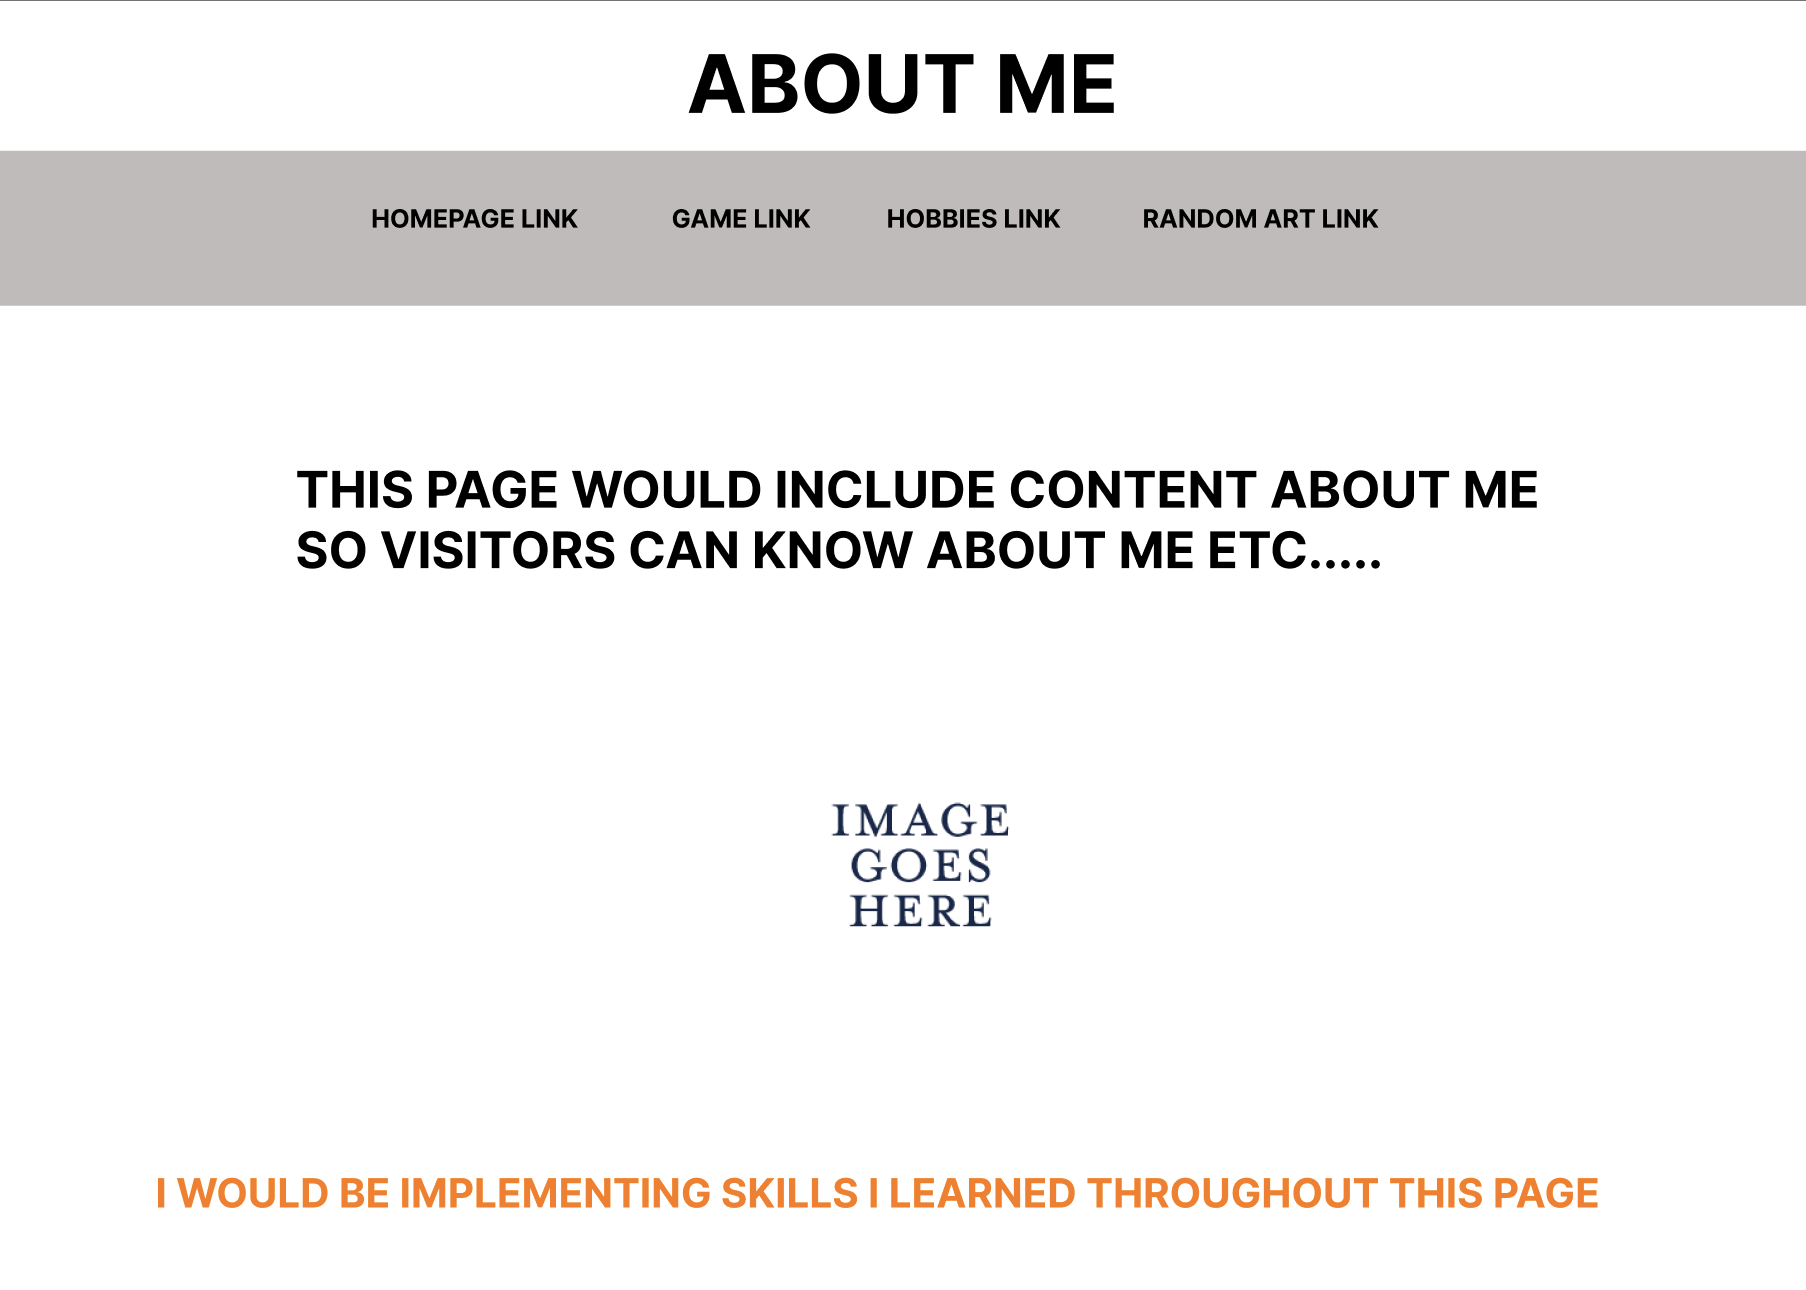 ABOUT ME
HOMEPAGE LINK GAME LINK HOBBIES LINK RANDOM ART LINK
THIS PAGE WOULD INCLUDE CONTENT ABOUT ME
SO VISITORS CAN KNOW ABOUT ME ETC.....
IMAGE
GOES
HERE
I WOULD BE IMPLEMENTING SKILLS I LEARNED THROUGHOUT THIS PAGE